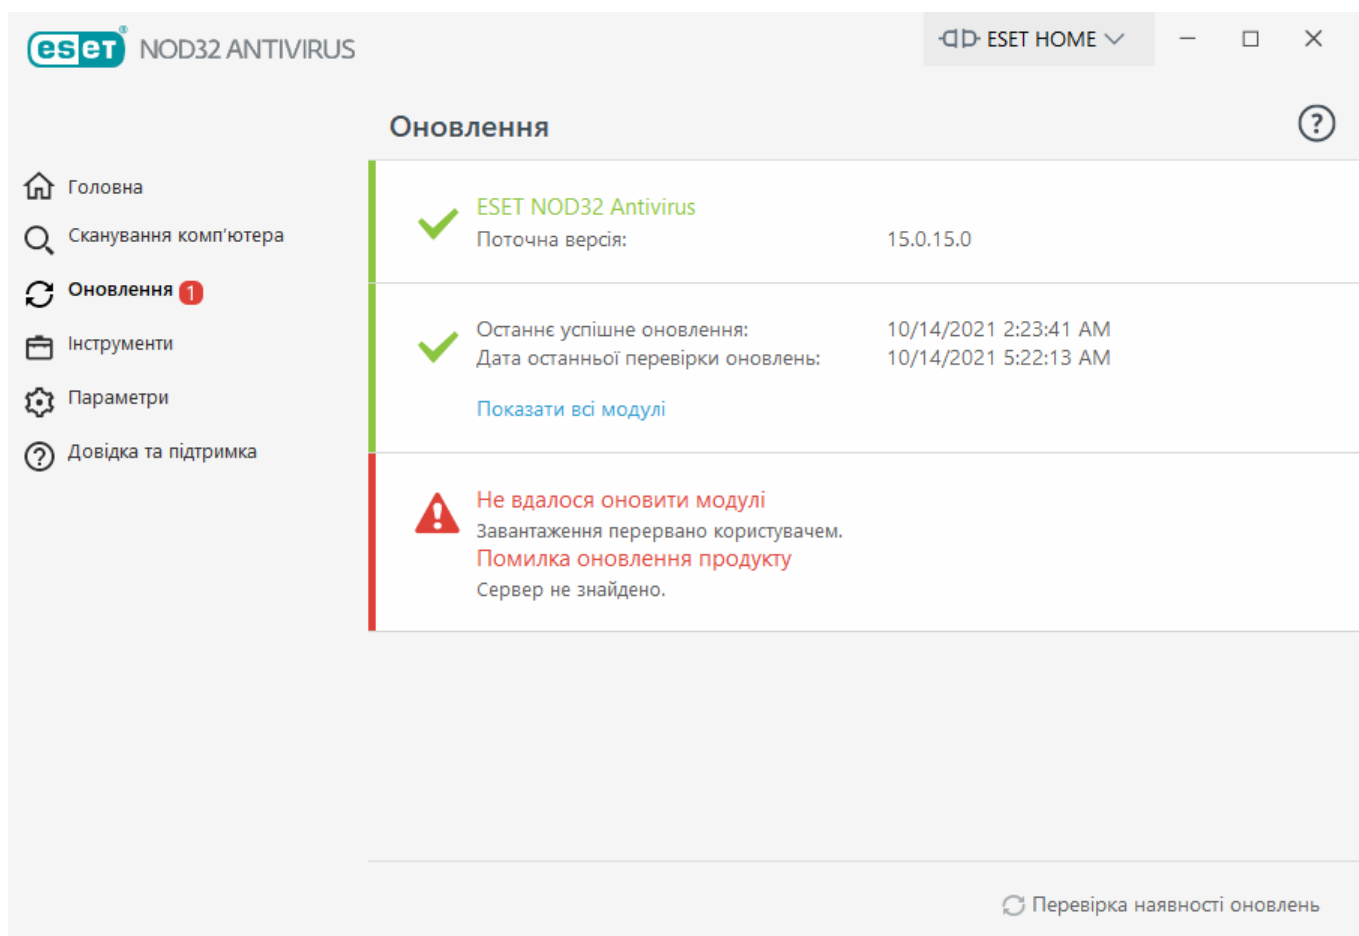 eseT® NOD32 ANTIVIRUS
ESET HOME
Оновлення
Головна
Сканування комп'ютера
Оновлення 1
Інструменти
Параметри
Довідка та підтримка
ESET NOD32 Antivirus
Поточна версія: 15.0.15.0
Останнє успішне оновлення: 10/14/2021 2:23:41 AM
Дата останньої перевірки оновлень: 10/14/2021 5:22:13 AM
Показати всі модулі
Не вдалося оновити модулі
Завантаження перервано користувачем.
Помилка оновлення продукту
Сервер не знайдено.
Перевірка наявності оновлень